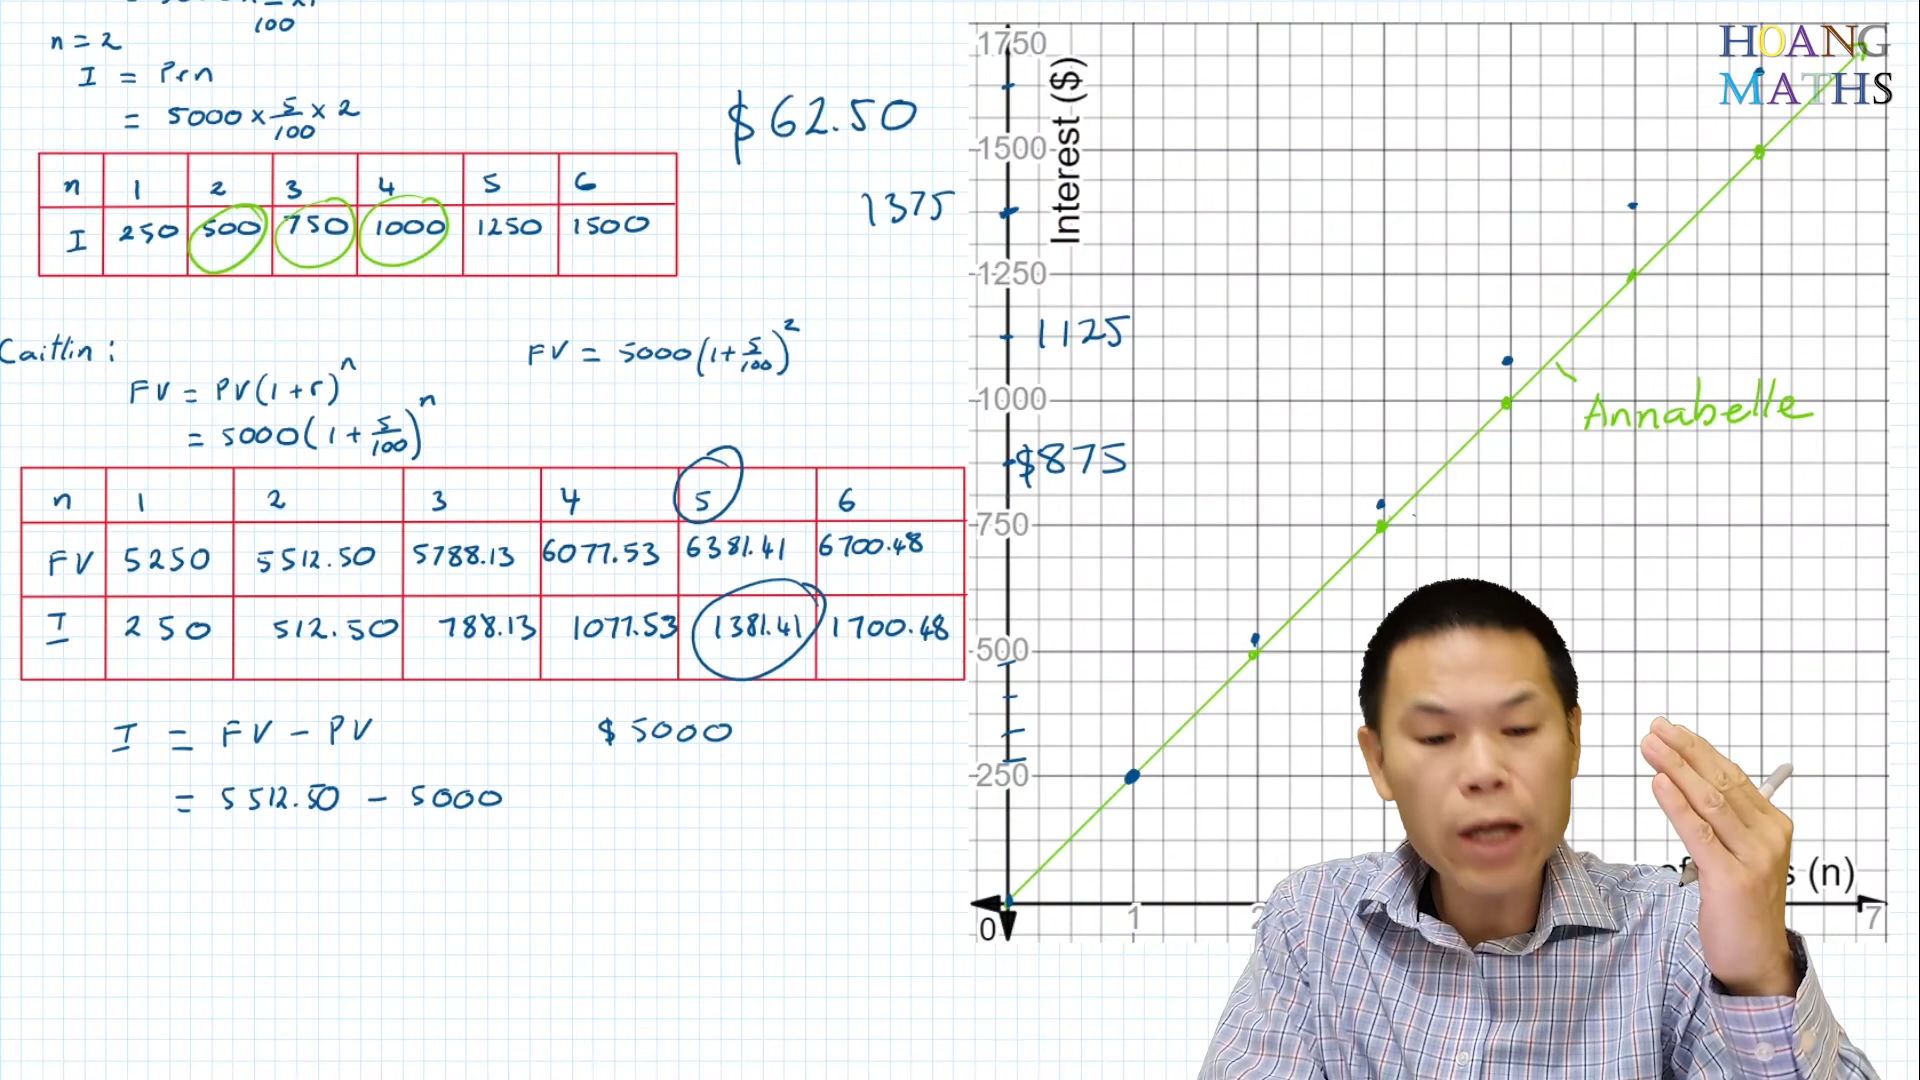 100
n = 2
I = Prn
= 5000 × 5/100 × 2
n 1 2 3 4 5 6
I 250 500 750 1000 1250 1500
$62.50
1375
Caitlin:
FV = PV(1+r)^n
= 5000(1 + 5/100)^n
FV = 5000(1+5/100)^2
n 1 2 3 4 5 6
FV 5250 5512.50 5788.13 6077.53 6381.41 6700.48
I 250 512.50 788.13 1077.53 1381.41 1700.48
I = FV - PV
= 5512.50 - 5000
$5000
HOANG
MATHS
Interest ($)
1750
1500
1250
1125
1000
$875
750
500
250
Annabelle
0 1 2 7
(n)